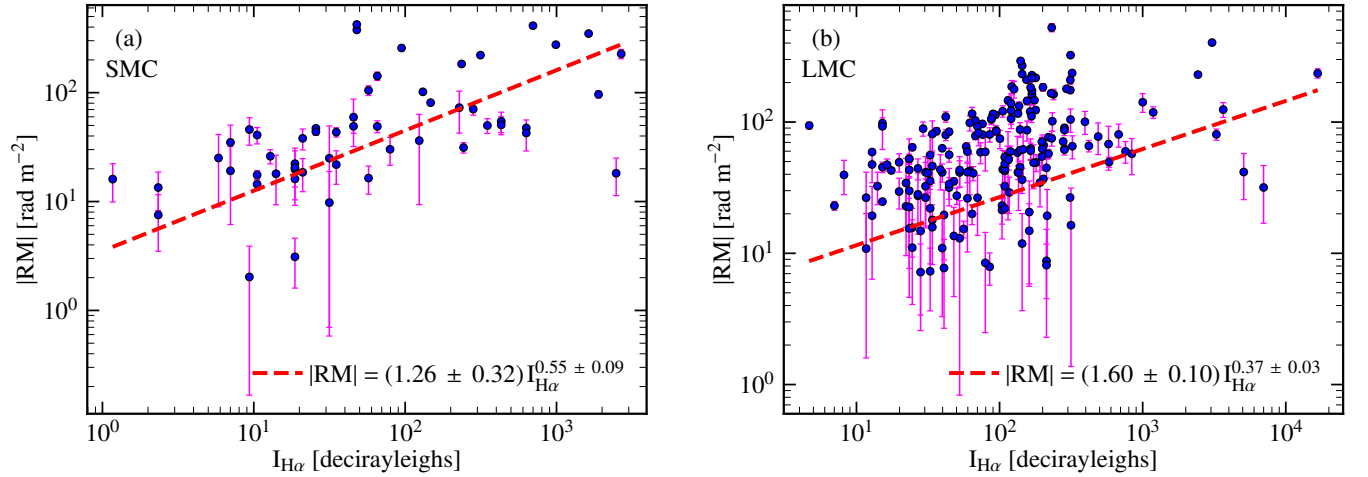 (a)
SMC
10²
10¹
10⁰
|RM| [rad m⁻²]
|RM| = (1.26 ± 0.32) I_Hα^0.55 ± 0.09
10⁰ 10¹ 10² 10³
I_Hα [decirayleighs]
(b)
LMC
10²
10¹
10⁰
|RM| [rad m⁻²]
|RM| = (1.60 ± 0.10) I_Hα^0.37 ± 0.03
10¹ 10² 10³ 10⁴
I_Hα [decirayleighs]